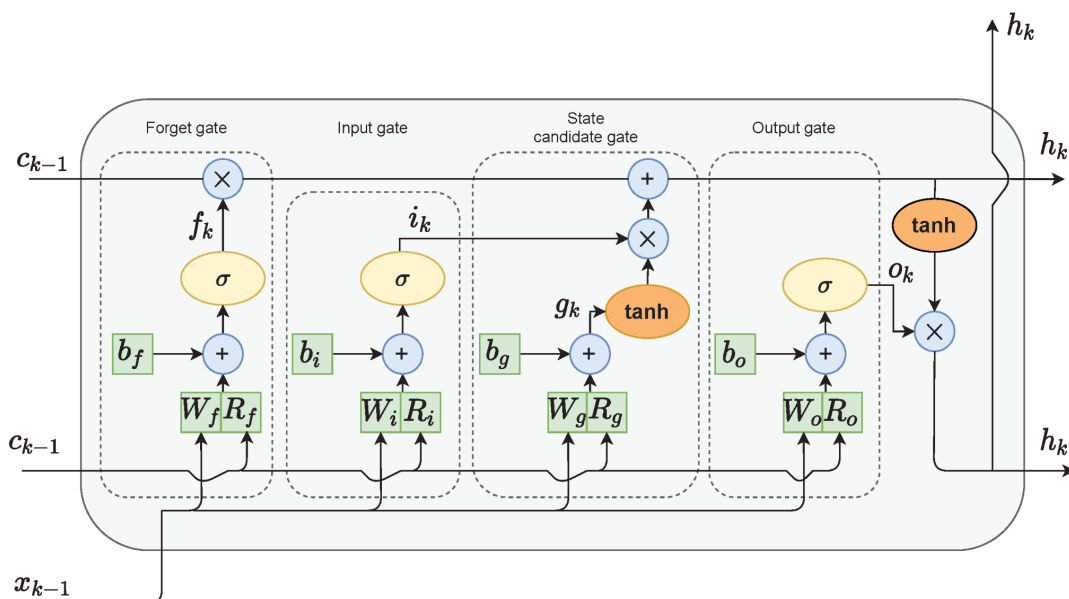 h_k
Forget gate
Input gate
State
candidate gate
Output gate
c_{k-1}
×
+
h_k
f_k
i_k
×
tanh
σ
σ
σ
o_k
g_k
tanh
×
b_f
+
b_i
+
b_g
+
b_o
+
W_f R_f
W_i R_i
W_g R_g
W_o R_o
c_{k-1}
h_k
x_{k-1}